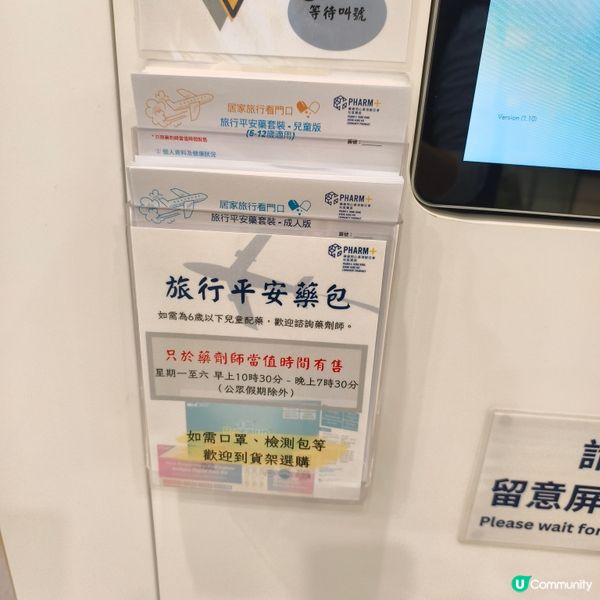 等待叫號
居家旅行看門口
旅行平安藥套裝 - 兒童版
(6-12歲適用)
PHARM+
① 個人資料及健康狀況
居家旅行看門口
旅行平安藥套裝 - 成人版
PHARM+
PHARM+
旅行平安藥包
如需為6歲以下兒童配藥，歡迎諮詢藥劑師。
只於藥劑師當值時間有售
星期一至六 早上10時30分 - 晚上7時30分
（公眾假期除外）
如需口罩、檢測包等
歡迎到貨架選購
Version (1.10)
留意屏
Please wait for
U Community